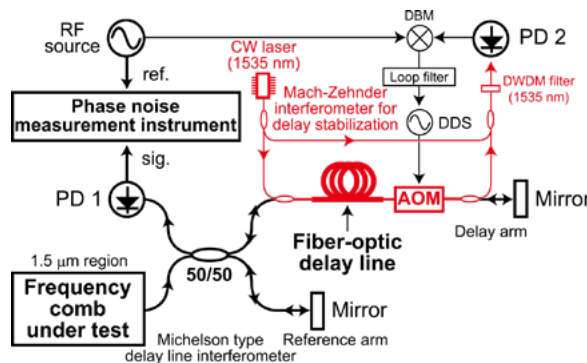 RF
source
DBM
PD 2
CW laser
(1535 nm)
ref.
Loop filter
DWDM filter
(1535 nm)
Mach-Zehnder
interferometer for
delay stabilization
Phase noise
measurement instrument
DDS
sig.
PD 1
AOM
Mirror
Delay arm
Fiber-optic
delay line
1.5 μm region
50/50
Frequency
comb
under test
Mirror
Reference arm
Michelson type
delay line interferometer